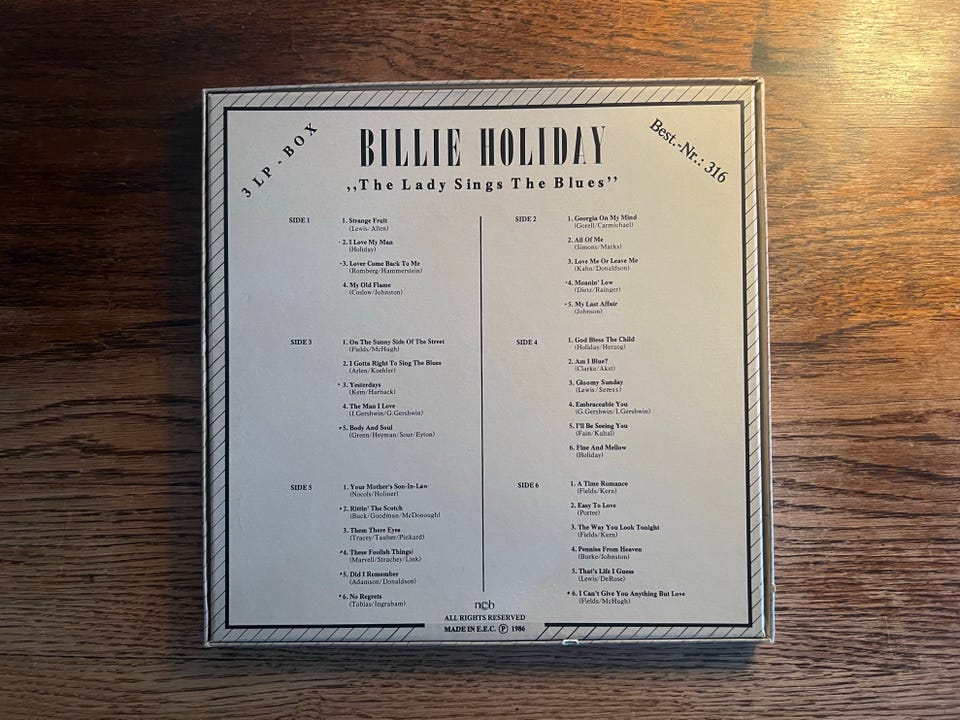 3 LP - BOX
BILLIE HOLIDAY
Best.-Nr.: 316
,,The Lady Sings The Blues”
SIDE 1
1. Strange Fruit
(Lewis/Allen)
2. I Love My Man
(Holiday)
3. Lover Come Back To Me
(Romberg/Hammerstein)
4. My Old Flame
(Coslow/Johnston)
SIDE 2
1. Georgia On My Mind
(Gorell/Carmichael)
2. All Of Me
(Simons/Marks)
3. Love Me Or Leave Me
(Kahn/Donaldson)
4. Moanin' Low
(Dietz/Rainger)
5. My Last Affair
(Johnson)
SIDE 3
1. On The Sunny Side Of The Street
(Fields/McHugh)
2. I Gotta Right To Sing The Blues
(Arlen/Koehler)
3. Yesterdays
(Kern/Harback)
4. The Man I Love
(I.Gershwin/G.Gershwin)
5. Body And Soul
(Green/Heyman/Sour/Eyton)
SIDE 4
1. God Bless The Child
(Holiday/Herzog)
2. Am I Blue?
(Clarke/Akst)
3. Gloomy Sunday
(Lewis/Seress)
4. Embraceable You
(G.Gershwin/I.Gershwin)
5. I'll Be Seeing You
(Fain/Kahal)
6. Fine And Mellow
(Holiday)
SIDE 5
1. Your Mother's Son-In-Law
(Nocols/Holiner)
2. Riffin' The Scotch
(Buck/Goodman/McDonough)
3. Them There Eyes
(Tracey/Tauber/Pinkard)
4. These Foolish Things)
(Marvell/Strachey/Link)
5. Did I Remember
(Adamson/Donaldson)
6. No Regrets
(Tobias/Ingraham)
SIDE 6
1. A Time Romance
(Fields/Kern)
2. Easy To Love
(Porter)
3. The Way You Look Tonight
(Fields/Kern)
4. Pennies From Heaven
(Burke/Johnston)
5. That's Life I Guess
(Lewis/DeRose)
6. I Can't Give You Anything But Love
(Fields/McHugh)
ncb
ALL RIGHTS RESERVED
MADE IN E.E.C. Ⓟ 1986